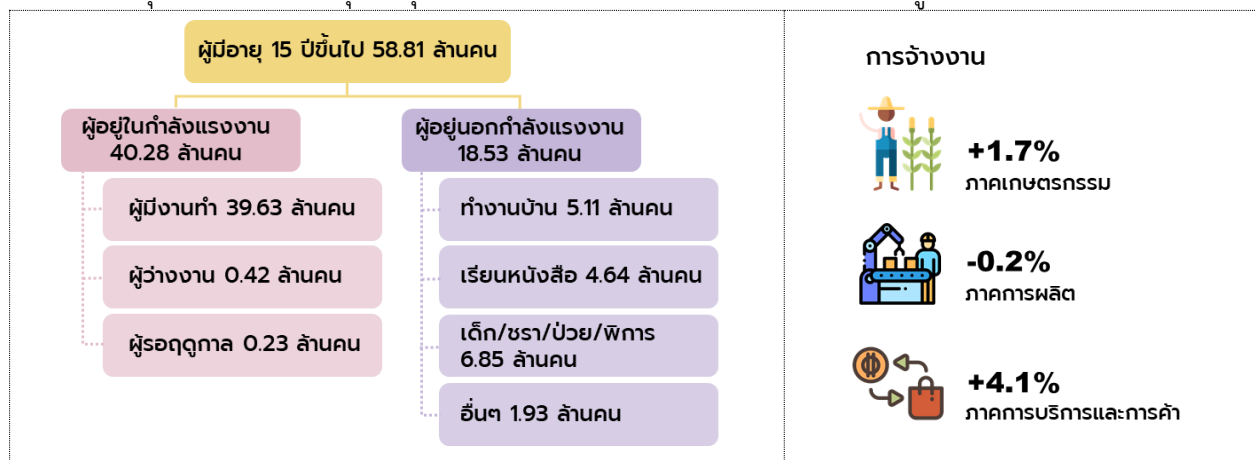 ผู้มีอายุ 15 ปีขึ้นไป 58.81 ล้านคน
ผู้อยู่ในกำลังแรงงาน
40.28 ล้านคน
ผู้มีงานทำ 39.63 ล้านคน
ผู้ว่างงาน 0.42 ล้านคน
ผู้รอฤดูกาล 0.23 ล้านคน
ผู้อยู่นอกกำลังแรงงาน
18.53 ล้านคน
ทำงานบ้าน 5.11 ล้านคน
เรียนหนังสือ 4.64 ล้านคน
เด็ก/ชรา/ป่วย/พิการ
6.85 ล้านคน
อื่นๆ 1.93 ล้านคน
การจ้างงาน
+1.7%
ภาคเกษตรกรรม
-0.2%
ภาคการผลิต
+4.1%
ภาคการบริการและการค้า